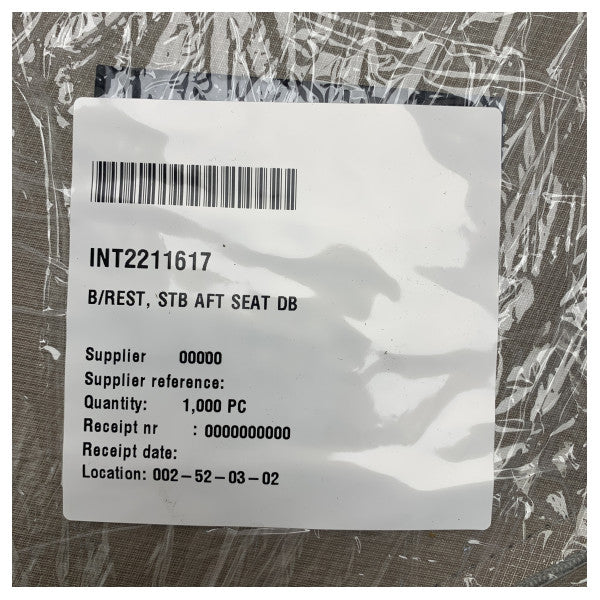 INT2211617
B/REST, STB AFT SEAT DB
Supplier 00000
Supplier reference:
Quantity: 1,000 PC
Receipt nr : 0000000000
Receipt date:
Location: 002-52-03-02